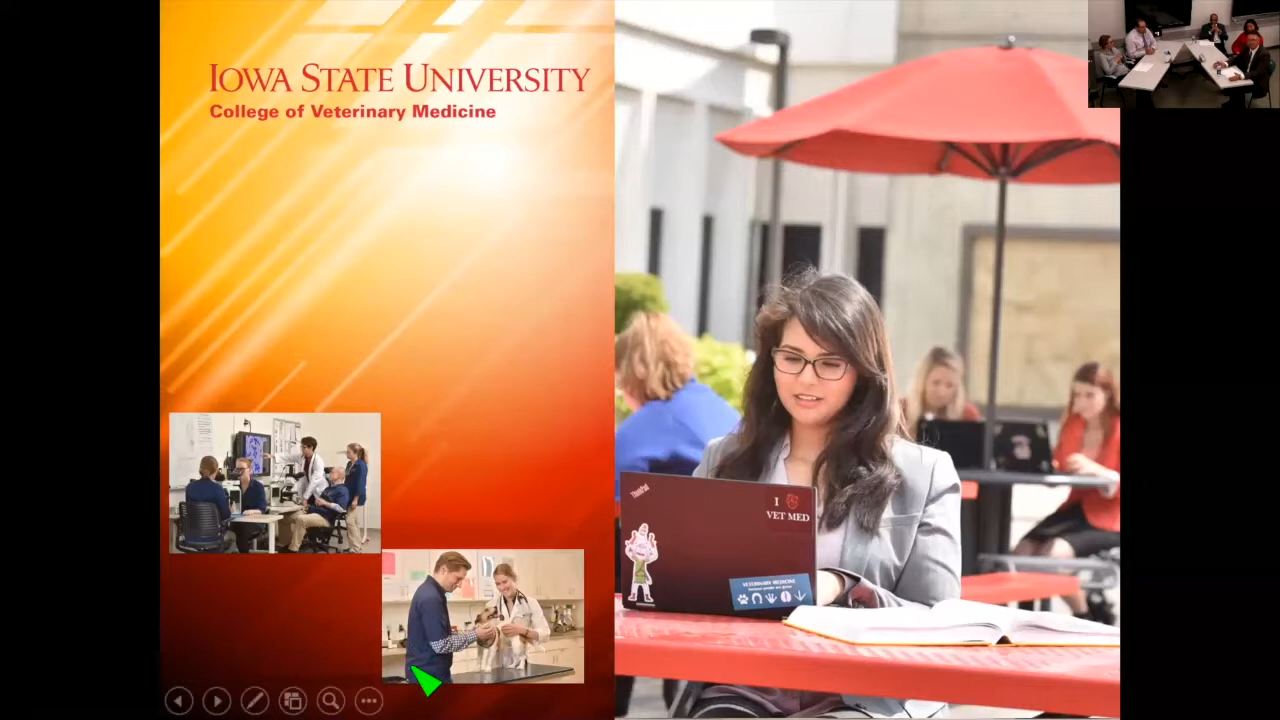 IOWA STATE UNIVERSITY
College of Veterinary Medicine
ThinkPad
I
VET MED
VETERINARY MEDICINE